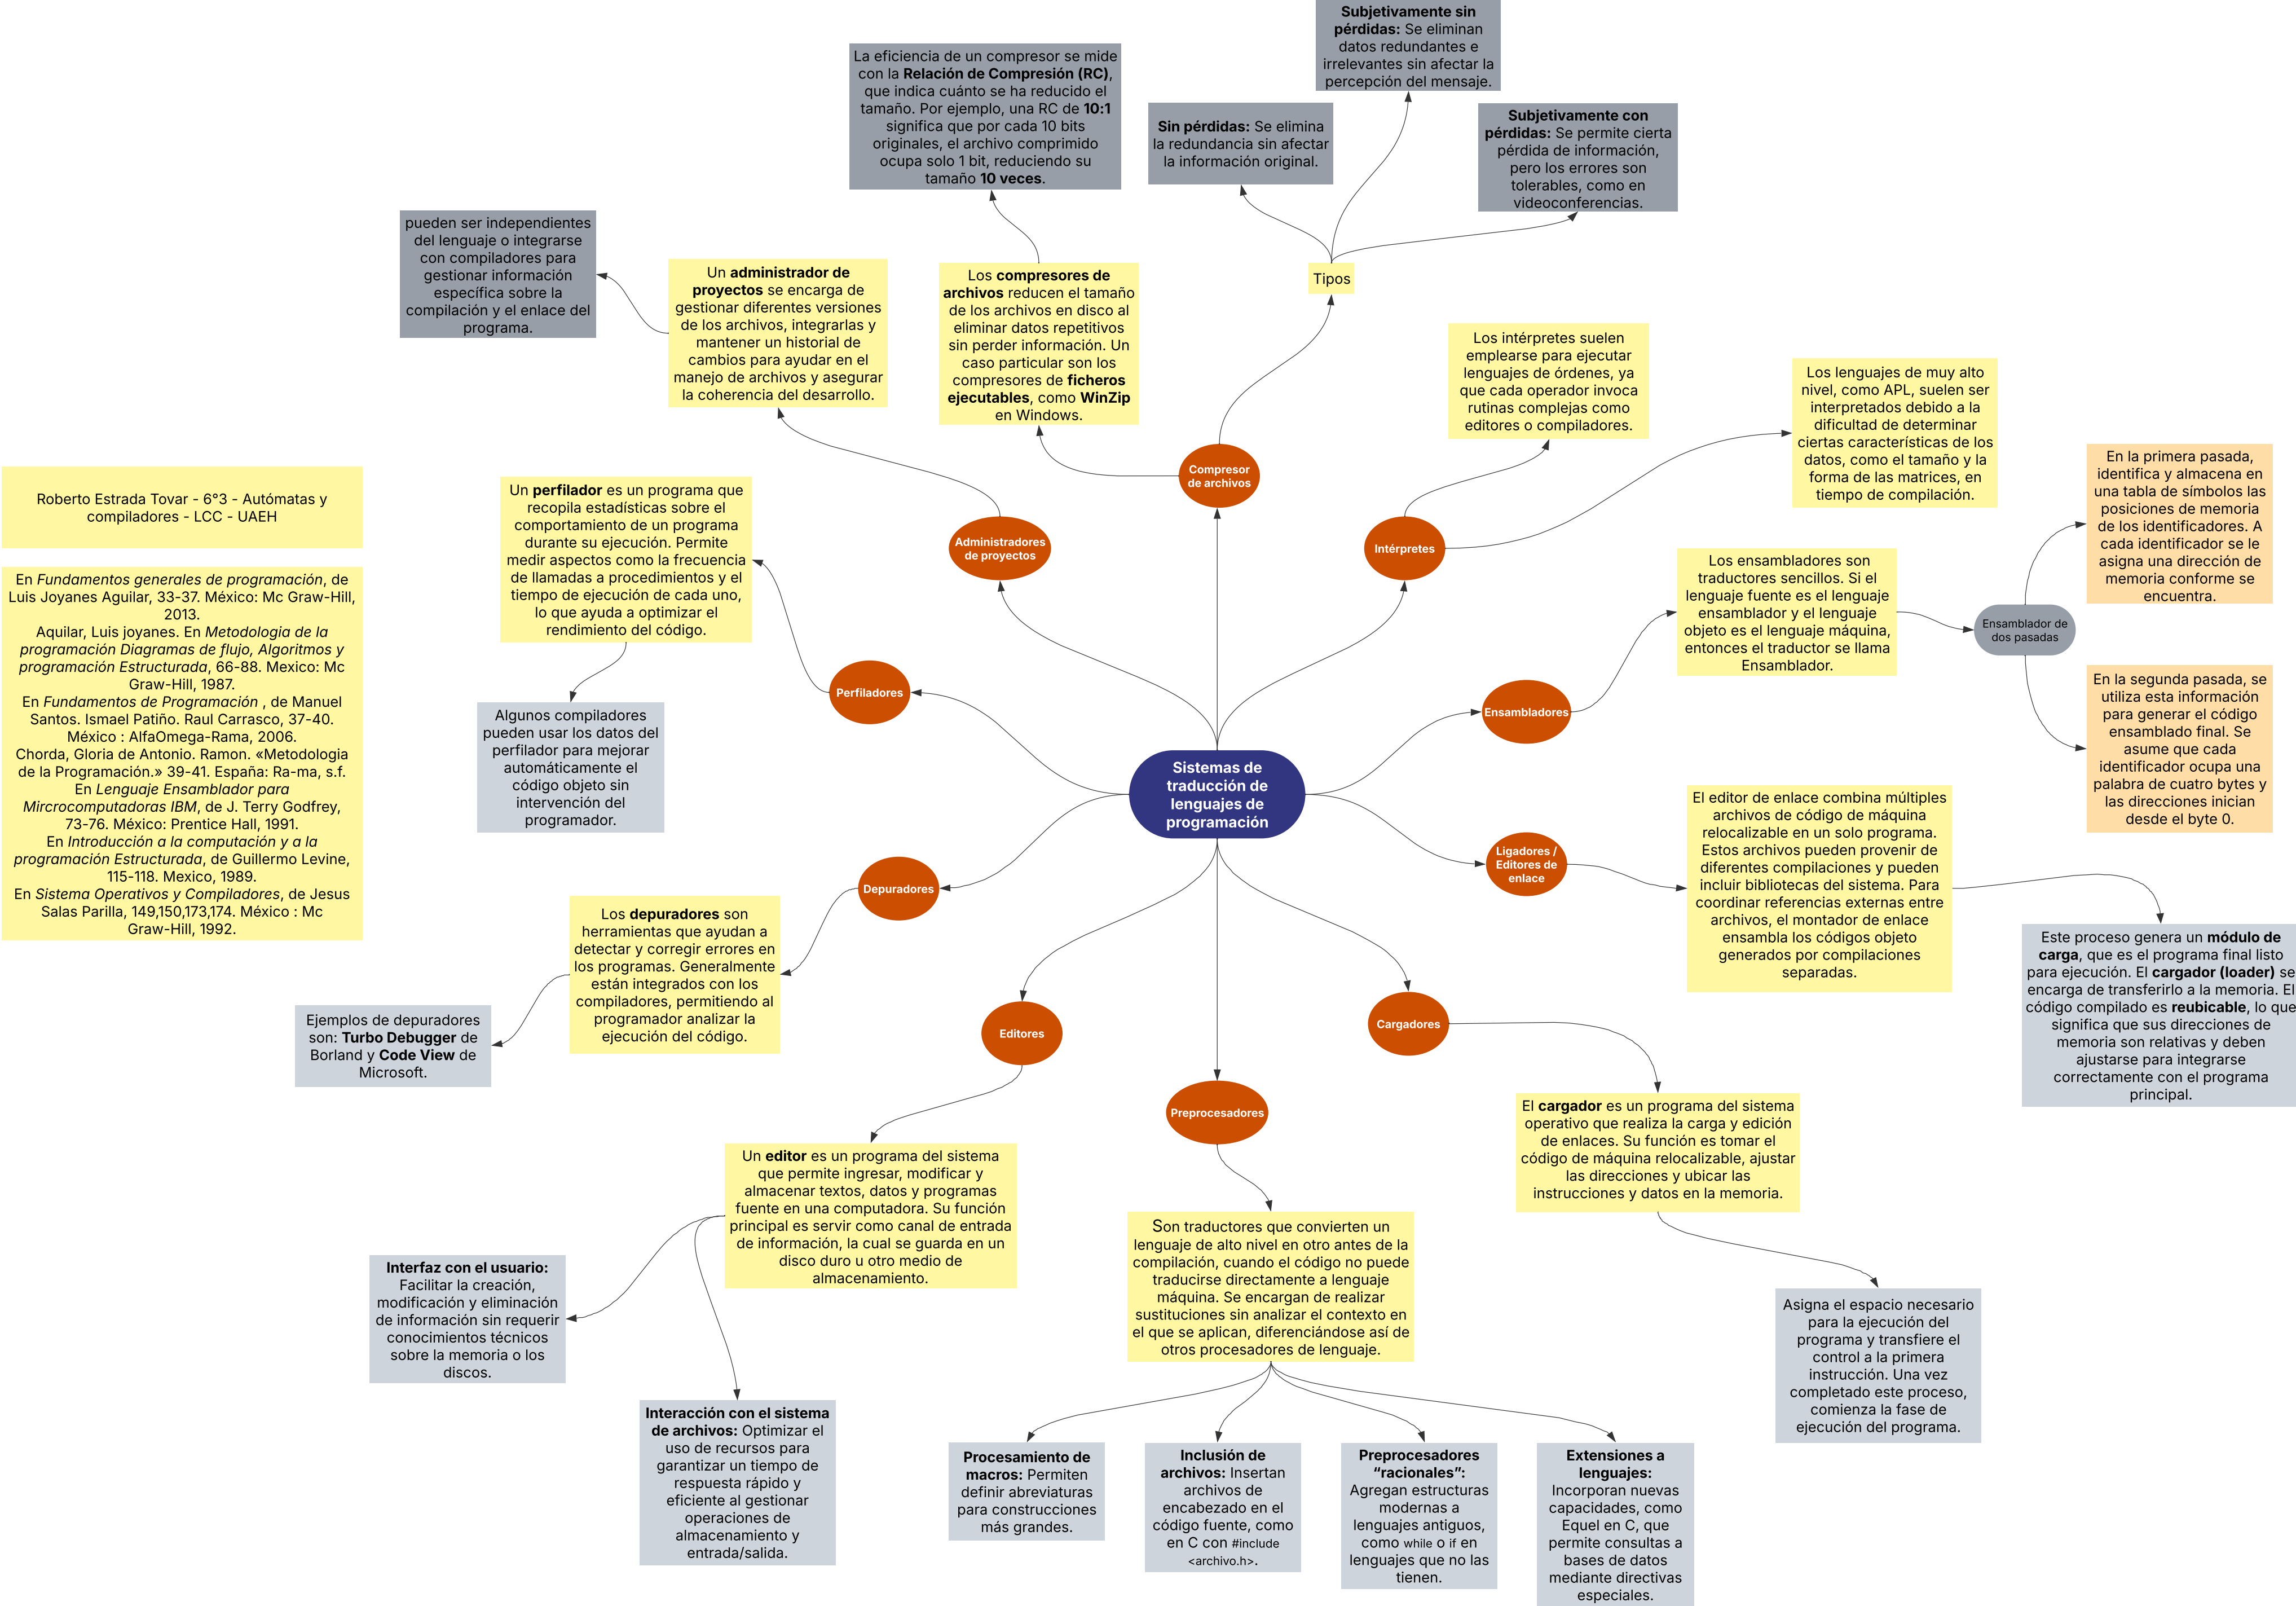 Subjetivamente sin
pérdidas: Se eliminan
datos redundantes e
irrelevantes sin afectar la
percepción del mensaje.
La eficiencia de un compresor se mide
con la Relación de Compresión (RC),
que indica cuánto se ha reducido el
tamaño. Por ejemplo, una RC de 10:1
significa que por cada 10 bits
originales, el archivo comprimido
ocupa solo 1 bit, reduciendo su
tamaño 10 veces.
Sin pérdidas: Se elimina
la redundancia sin afectar
la información original.
Subjetivamente con
pérdidas: Se permite cierta
pérdida de información,
pero los errores son
tolerables, como en
videoconferencias.
pueden ser independientes
del lenguaje o integrarse
con compiladores para
gestionar información
específica sobre la
compilación y el enlace del
programa.
Un administrador de
proyectos se encarga de
gestionar diferentes versiones
de los archivos, integrarlas y
mantener un historial de
cambios para ayudar en el
manejo de archivos y asegurar
la coherencia del desarrollo.
Los compresores de
archivos reducen el tamaño
de los archivos en disco al
eliminar datos repetitivos
sin perder información. Un
caso particular son los
compresores de ficheros
ejecutables, como WinZip
en Windows.
Tipos
Los intérpretes suelen
emplearse para ejecutar
lenguajes de órdenes, ya
que cada operador invoca
rutinas complejas como
editores o compiladores.
Los lenguajes de muy alto
nivel, como APL, suelen ser
interpretados debido a la
dificultad de determinar
ciertas características de los
datos, como el tamaño y la
forma de las matrices, en
tiempo de compilación.
En la primera pasada,
identifica y almacena en
una tabla de símbolos las
posiciones de memoria
de los identificadores. A
cada identificador se le
asigna una dirección de
memoria conforme se
encuentra.
Compresor
de archivos
Roberto Estrada Tovar - 6°3 - Autómatas y
compiladores - LCC - UAEH
Un perfilador es un programa que
recopila estadísticas sobre el
comportamiento de un programa
durante su ejecución. Permite
medir aspectos como la frecuencia
de llamadas a procedimientos y el
tiempo de ejecución de cada uno,
lo que ayuda a optimizar el
rendimiento del código.
Administradores
de proyectos
Intérpretes
Los ensambladores son
traductores sencillos. Si el
lenguaje fuente es el lenguaje
ensamblador y el lenguaje
objeto es el lenguaje máquina,
entonces el traductor se llama
Ensamblador.
Ensamblador de
dos pasadas
En Fundamentos generales de programación, de
Luis Joyanes Aguilar, 33-37. México: Mc Graw-Hill,
2013.
Aquilar, Luis joyanes. En Metodologia de la
programación Diagramas de flujo, Algoritmos y
programación Estructurada, 66-88. Mexico: Mc
Graw-Hill, 1987.
En Fundamentos de Programación , de Manuel
Santos. Ismael Patiño. Raul Carrasco, 37-40.
México : AlfaOmega-Rama, 2006.
Chorda, Gloria de Antonio. Ramon. «Metodologia
de la Programación.» 39-41. España: Ra-ma, s.f.
En Lenguaje Ensamblador para
Mircrocomputadoras IBM, de J. Terry Godfrey,
73-76. México: Prentice Hall, 1991.
En Introducción a la computación y a la
programación Estructurada, de Guillermo Levine,
115-118. Mexico, 1989.
En Sistema Operativos y Compiladores, de Jesus
Salas Parilla, 149,150,173,174. México : Mc
Graw-Hill, 1992.
Perfiladores
Ensambladores
En la segunda pasada, se
utiliza esta información
para generar el código
ensamblado final. Se
asume que cada
identificador ocupa una
palabra de cuatro bytes y
las direcciones inician
desde el byte 0.
Algunos compiladores
pueden usar los datos del
perfilador para mejorar
automáticamente el
código objeto sin
intervención del
programador.
Sistemas de
traducción de
lenguajes de
programación
El editor de enlace combina múltiples
archivos de código de máquina
relocalizable en un solo programa.
Estos archivos pueden provenir de
diferentes compilaciones y pueden
incluir bibliotecas del sistema. Para
coordinar referencias externas entre
archivos, el montador de enlace
ensambla los códigos objeto
generados por compilaciones
separadas.
Ligadores /
Editores de
enlace
Depuradores
Los depuradores son
herramientas que ayudan a
detectar y corregir errores en
los programas. Generalmente
están integrados con los
compiladores, permitiendo al
programador analizar la
ejecución del código.
Este proceso genera un módulo de
carga, que es el programa final listo
para ejecución. El cargador (loader) se
encarga de transferirlo a la memoria. El
código compilado es reubicable, lo que
significa que sus direcciones de
memoria son relativas y deben
ajustarse para integrarse
correctamente con el programa
principal.
Ejemplos de depuradores
son: Turbo Debugger de
Borland y Code View de
Microsoft.
Editores
Cargadores
Preprocesadores
El cargador es un programa del sistema
operativo que realiza la carga y edición
de enlaces. Su función es tomar el
código de máquina relocalizable, ajustar
las direcciones y ubicar las
instrucciones y datos en la memoria.
Un editor es un programa del sistema
que permite ingresar, modificar y
almacenar textos, datos y programas
fuente en una computadora. Su función
principal es servir como canal de entrada
de información, la cual se guarda en un
disco duro u otro medio de
almacenamiento.
Son traductores que convierten un
lenguaje de alto nivel en otro antes de la
compilación, cuando el código no puede
traducirse directamente a lenguaje
máquina. Se encargan de realizar
sustituciones sin analizar el contexto en
el que se aplican, diferenciándose así de
otros procesadores de lenguaje.
Interfaz con el usuario:
Facilitar la creación,
modificación y eliminación
de información sin requerir
conocimientos técnicos
sobre la memoria o los
discos.
Asigna el espacio necesario
para la ejecución del
programa y transfiere el
control a la primera
instrucción. Una vez
completado este proceso,
comienza la fase de
ejecución del programa.
Interacción con el sistema
de archivos: Optimizar el
uso de recursos para
garantizar un tiempo de
respuesta rápido y
eficiente al gestionar
operaciones de
almacenamiento y
entrada/salida.
Procesamiento de
macros: Permiten
definir abreviaturas
para construcciones
más grandes.
Inclusión de
archivos: Insertan
archivos de
encabezado en el
código fuente, como
en C con #include
<archivo.h>.
Preprocesadores
“racionales”:
Agregan estructuras
modernas a
lenguajes antiguos,
como while o if en
lenguajes que no las
tienen.
Extensiones a
lenguajes:
Incorporan nuevas
capacidades, como
Equel en C, que
permite consultas a
bases de datos
mediante directivas
especiales.